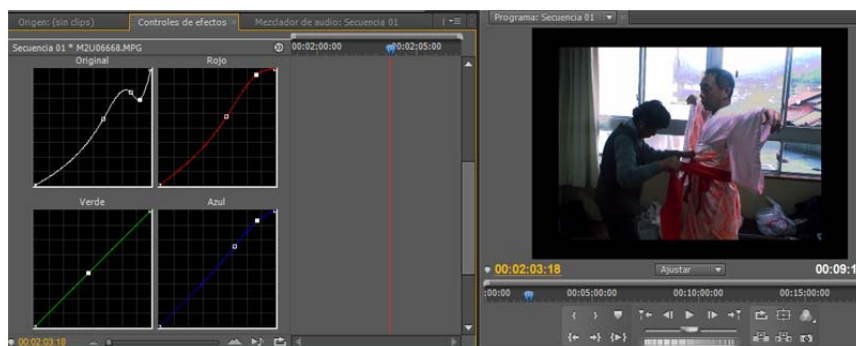 Origen: (sin clips)
Controles de efectos
Mezclador de audio: Secuencia 01
Secuencia 01 * M2U06668.MPG
00:02:00:00
00:02:05:00
Original
Rojo
Verde
Azul
00:02:03:18
Programa: Secuencia 01
00:02:03:18
Ajustar
00:09:1
:00:00
00:05:00:00
00:10:00:00
00:15:00:00